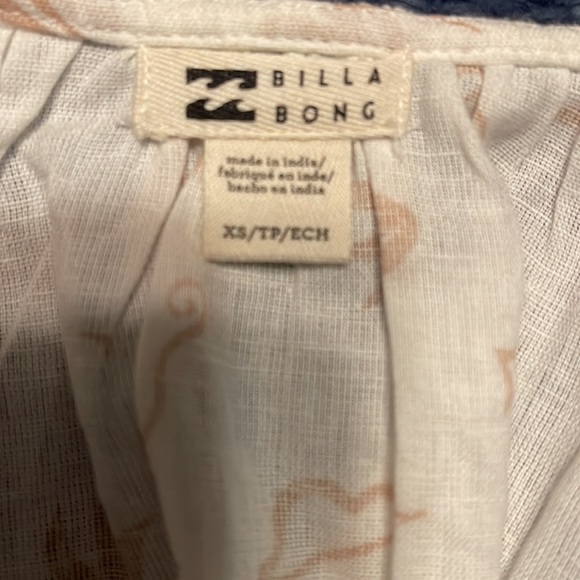 BILLA
BONG
made in india/
fabriqué en inde/
hecho en india
XS/TP/ECH